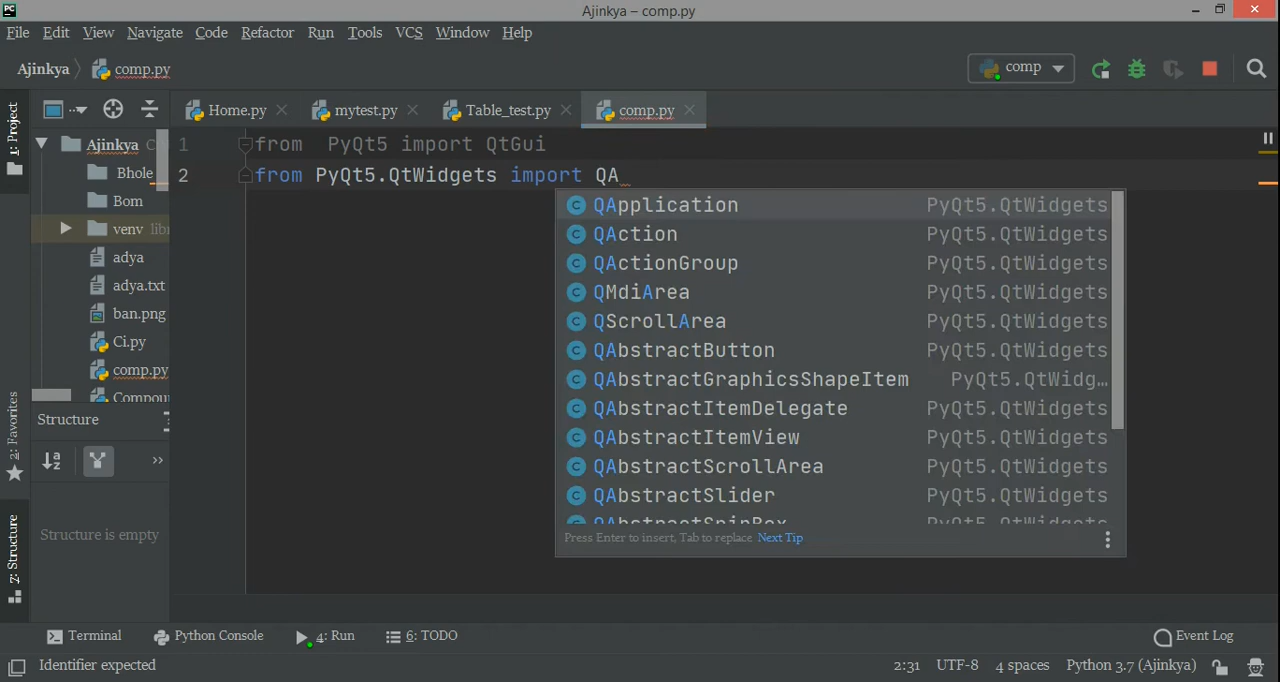 PC
Ajinkya – comp.py
File Edit View Navigate Code Refactor Run Tools VCS Window Help
Ajinkya comp.py comp
1: Project
Home.py mytest.py Table_test.py comp.py
Ajinkya C
Bhole
Bom
venv
adya
adya.txt
ban.png
Ci.py
comp.py
1 from  PyQt5 import QtGui
2 from PyQt5.QtWidgets import QA
QApplication PyQt5.QtWidgets
QAction PyQt5.QtWidgets
QActionGroup PyQt5.QtWidgets
QMdiArea PyQt5.QtWidgets
QScrollArea PyQt5.QtWidgets
QAbstractButton PyQt5.QtWidgets
QAbstractGraphicsShapeItem PyQt5.QtWidg…
QAbstractItemDelegate PyQt5.QtWidgets
QAbstractItemView PyQt5.QtWidgets
QAbstractScrollArea PyQt5.QtWidgets
QAbstractSlider PyQt5.QtWidgets
QAbstractSpinBox PyQt5.QtWidgets
Press Enter to insert, Tab to replace Next Tip
2: Favorites
Structure
Structure is empty
7: Structure
Terminal Python Console 4: Run 6: TODO Event Log
Identifier expected 2:31 UTF-8 4 spaces Python 3.7 (Ajinkya)